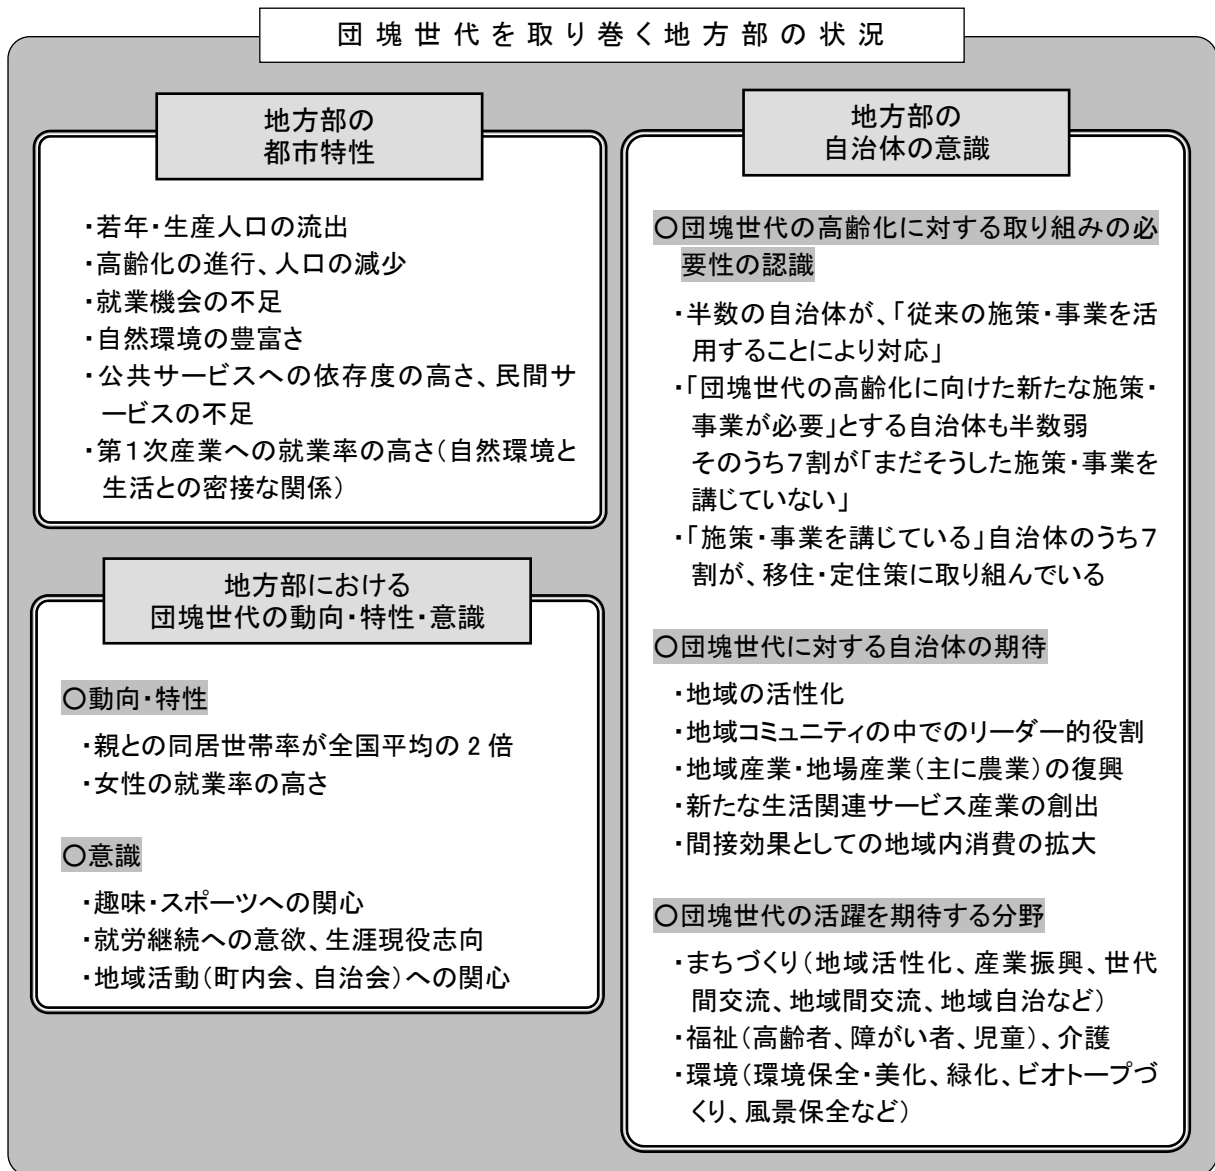 団塊世代を取り巻く地方部の状況
地方部の
都市特性
・若年・生産人口の流出
・高齢化の進行、人口の減少
・就業機会の不足
・自然環境の豊富さ
・公共サービスへの依存度の高さ、民間サ
ービスの不足
・第１次産業への就業率の高さ（自然環境と
生活との密接な関係）
地方部における
団塊世代の動向・特性・意識
○動向・特性
・親との同居世帯率が全国平均の 2 倍
・女性の就業率の高さ
○意識
・趣味・スポーツへの関心
・就労継続への意欲、生涯現役志向
・地域活動（町内会、自治会）への関心
地方部の
自治体の意識
○団塊世代の高齢化に対する取り組みの必
要性の認識
・半数の自治体が、「従来の施策・事業を活
用することにより対応」
・「団塊世代の高齢化に向けた新たな施策・
事業が必要」とする自治体も半数弱
そのうち７割が「まだそうした施策・事業を
講じていない」
・「施策・事業を講じている」自治体のうち７
割が、移住・定住策に取り組んでいる
○団塊世代に対する自治体の期待
・地域の活性化
・地域コミュニティの中でのリーダー的役割
・地域産業・地場産業（主に農業）の復興
・新たな生活関連サービス産業の創出
・間接効果としての地域内消費の拡大
○団塊世代の活躍を期待する分野
・まちづくり（地域活性化、産業振興、世代
間交流、地域間交流、地域自治など）
・福祉（高齢者、障がい者、児童）、介護
・環境（環境保全・美化、緑化、ビオトープづ
くり、風景保全など）